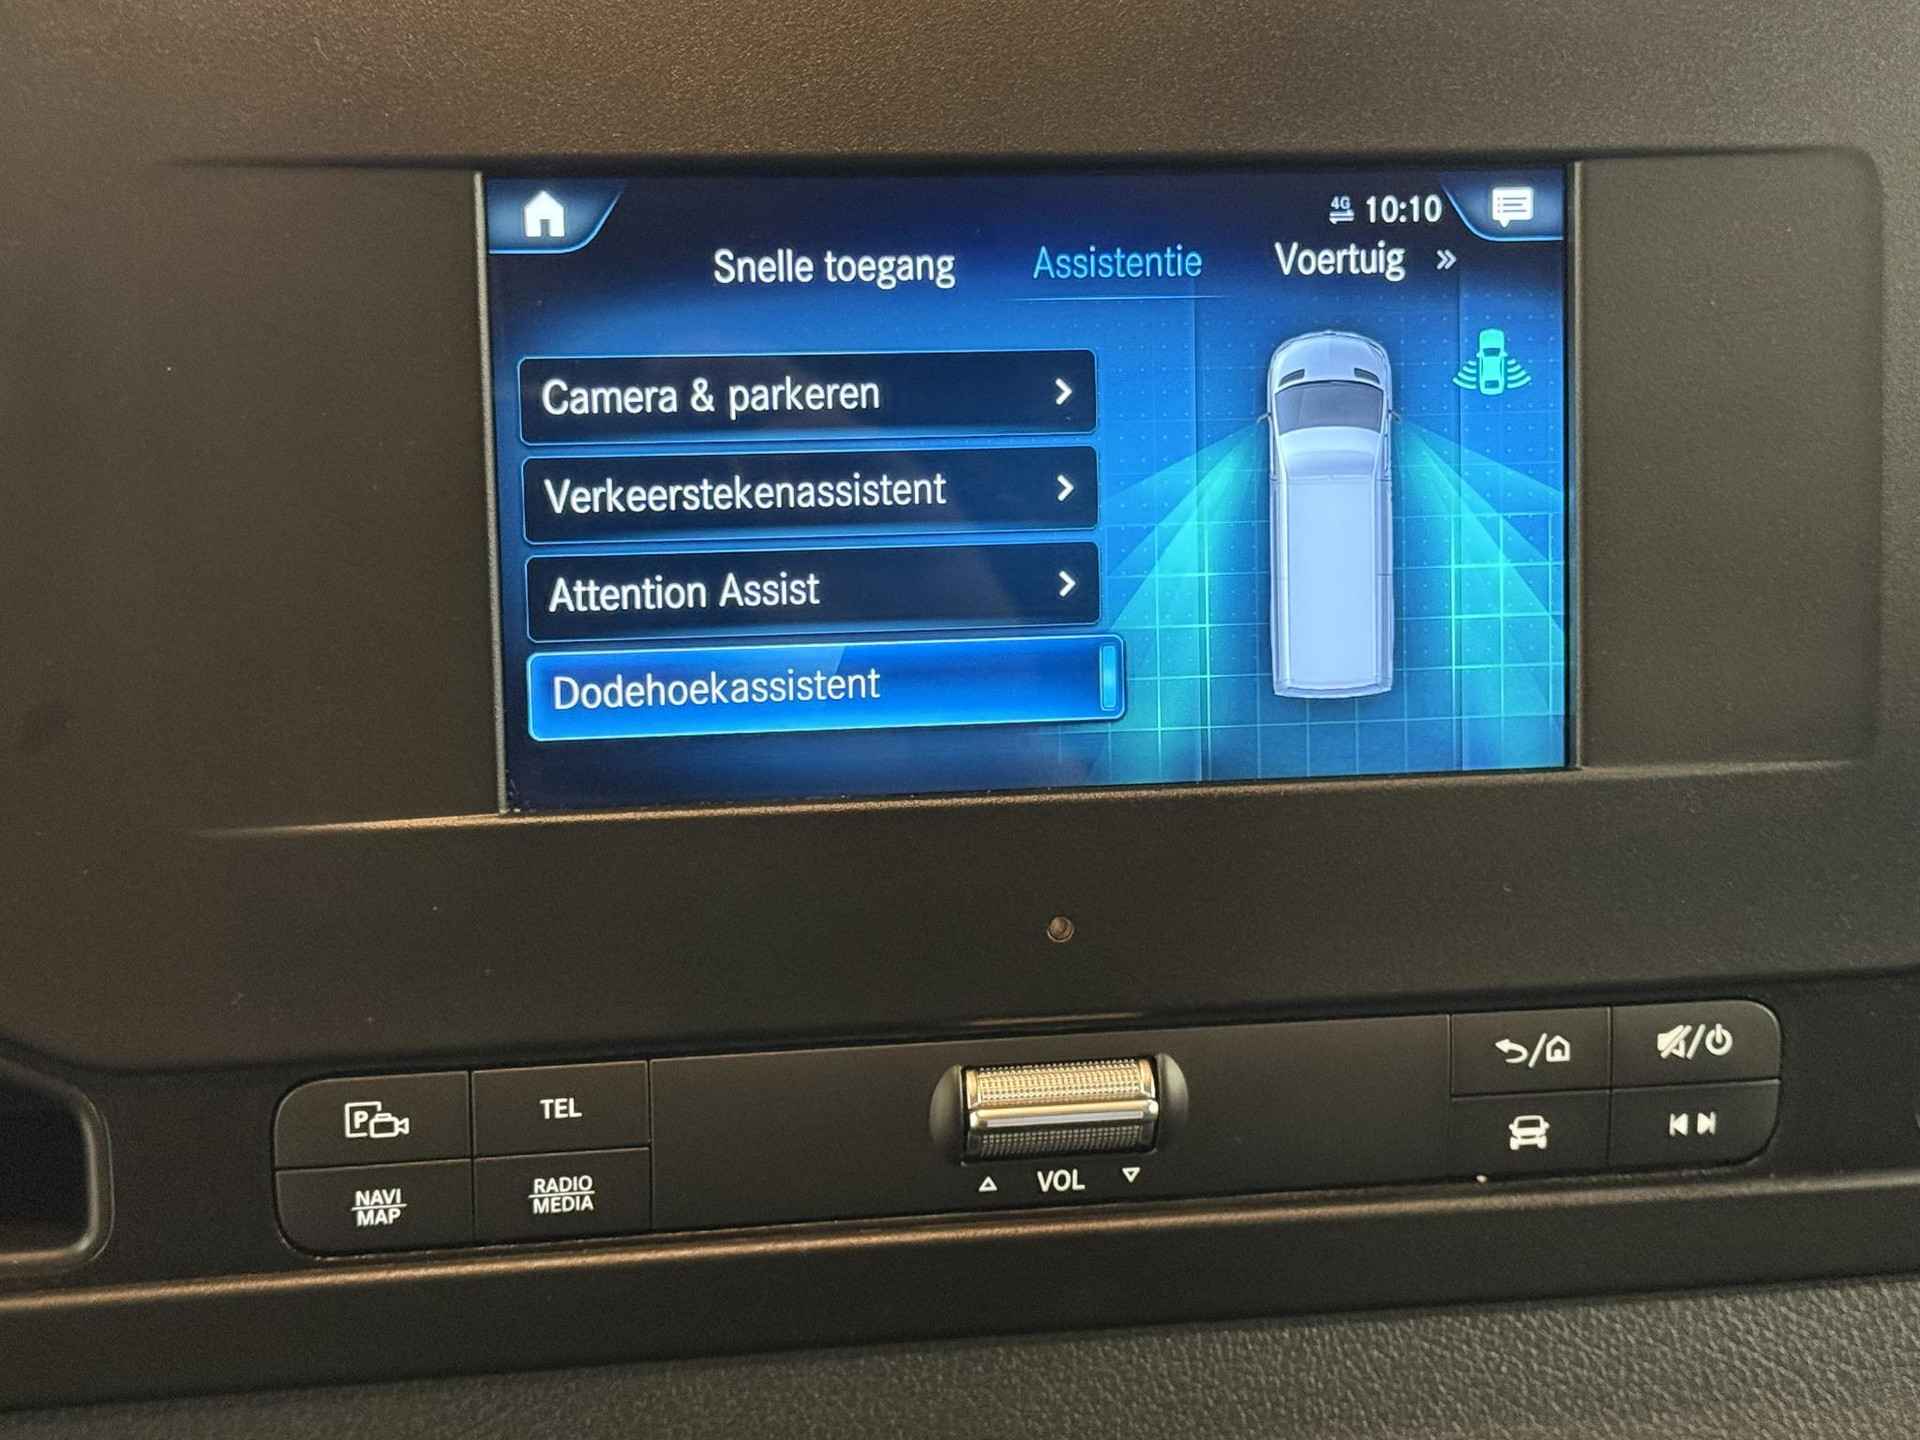 4G 10:10
Snelle toegang Assistentie Voertuig »
Camera & parkeren
Verkeerstekenassistent
Attention Assist
Dodehoekassistent
P TEL
NAVI
MAP
RADIO
MEDIA
VOL